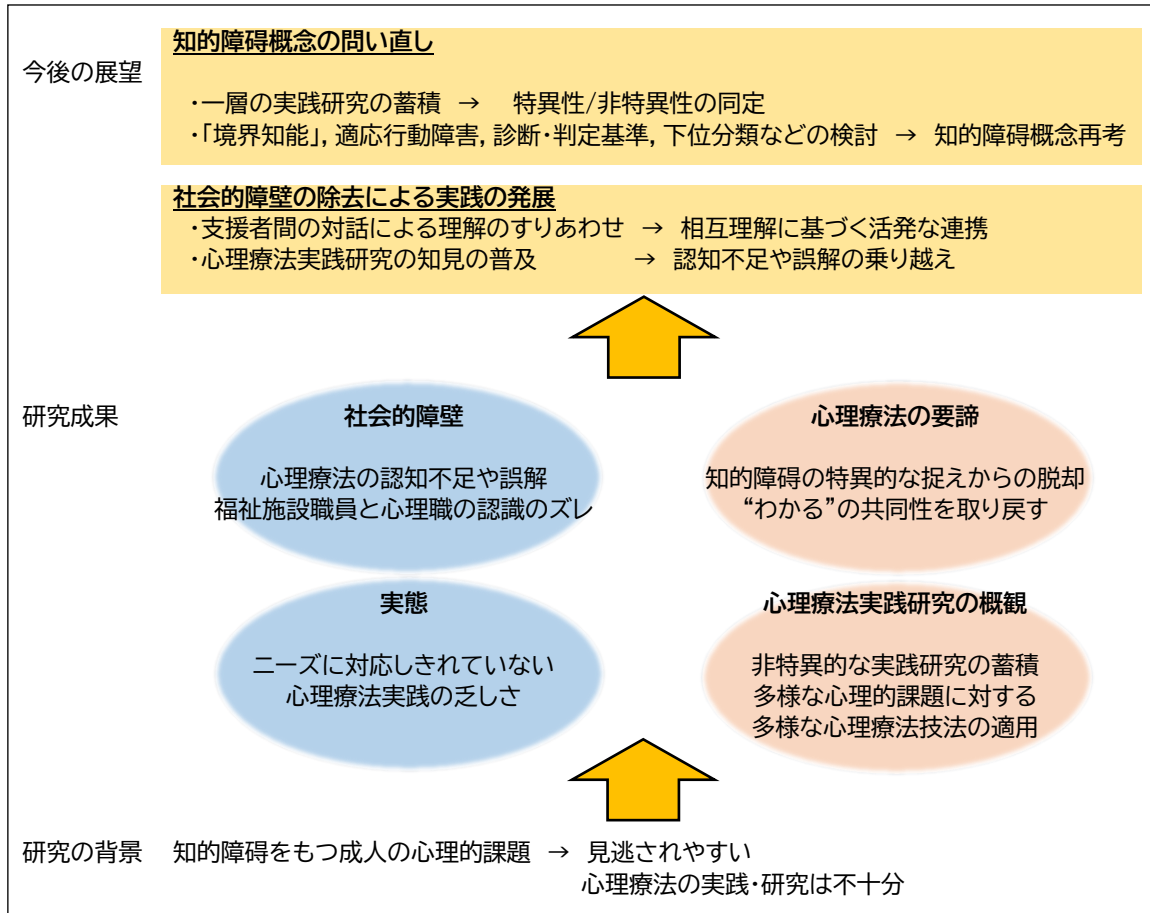 今後の展望
知的障碍概念の問い直し
・一層の実践研究の蓄積 → 特異性/非特異性の同定
・「境界知能」, 適応行動障害, 診断・判定基準, 下位分類などの検討 → 知的障碍概念再考
社会的障壁の除去による実践の発展
・支援者間の対話による理解のすりあわせ → 相互理解に基づく活発な連携
・心理療法実践研究の知見の普及 → 認知不足や誤解の乗り越え
研究成果
社会的障壁
心理療法の認知不足や誤解
福祉施設職員と心理職の認識のズレ
心理療法の要諦
知的障碍の特異的な捉えからの脱却
“わかる”の共同性を取り戻す
実態
ニーズに対応しきれていない
心理療法実践の乏しさ
心理療法実践研究の概観
非特異的な実践研究の蓄積
多様な心理的課題に対する
多様な心理療法技法の適用
研究の背景
知的障碍をもつ成人の心理的課題 → 見逃されやすい
心理療法の実践・研究は不十分